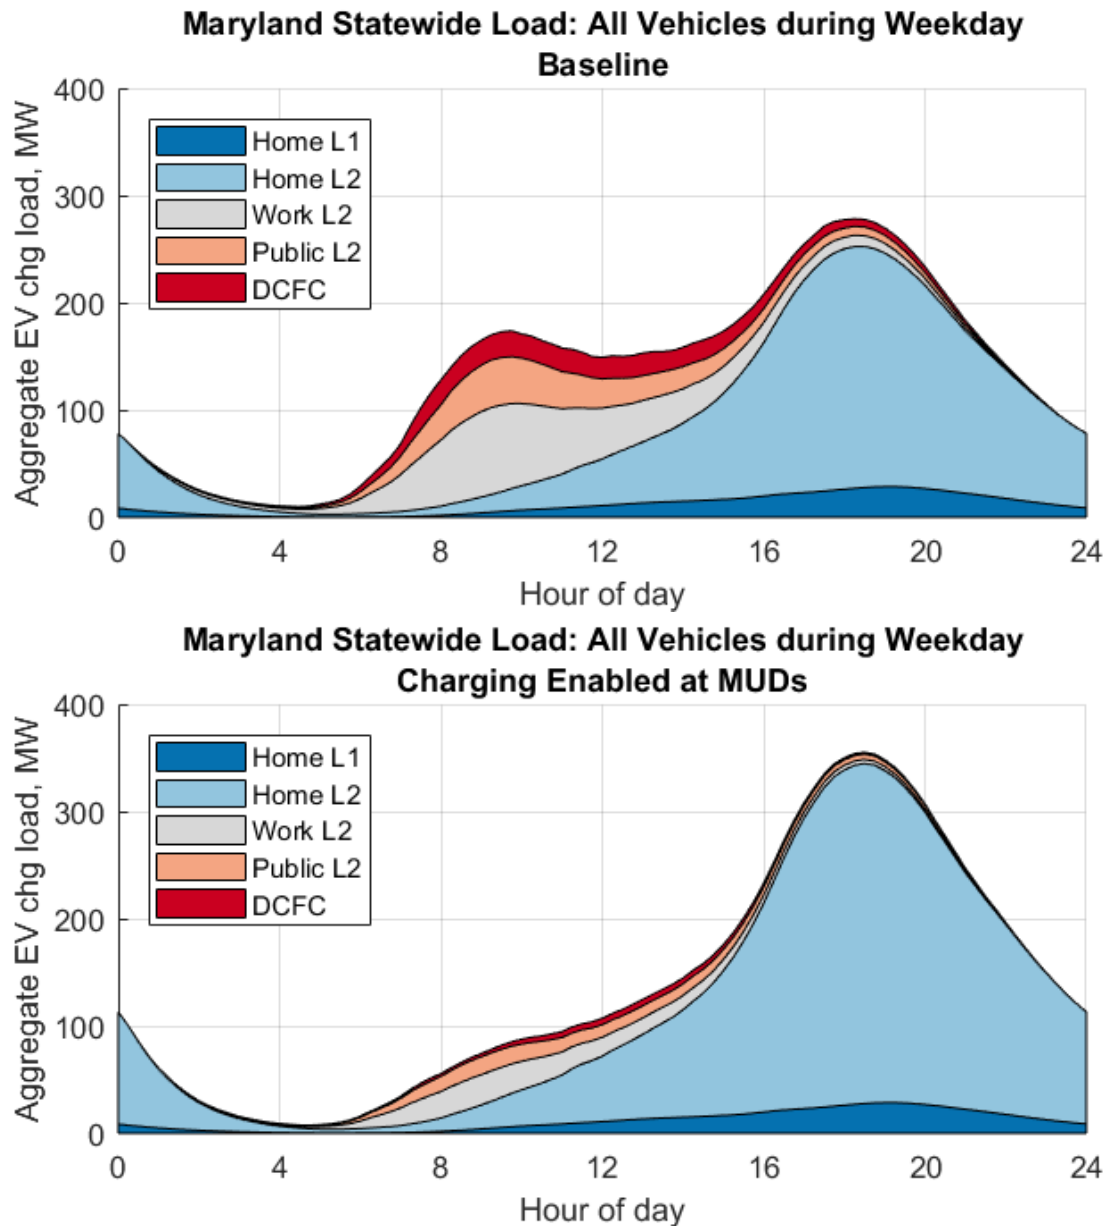 Maryland Statewide Load: All Vehicles during Weekday
Baseline
Aggregate EV chg load, MW
400
300
200
100
0
Home L1
Home L2
Work L2
Public L2
DCFC
0 4 8 12 16 20 24
Hour of day
Maryland Statewide Load: All Vehicles during Weekday
Charging Enabled at MUDs
Aggregate EV chg load, MW
400
300
200
100
0
Home L1
Home L2
Work L2
Public L2
DCFC
0 4 8 12 16 20 24
Hour of day